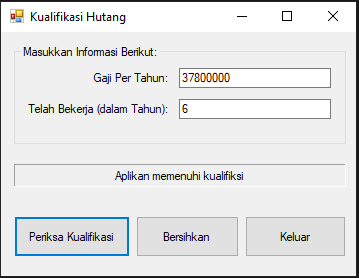 Kualifikasi Hutang
Masukkan Informasi Berikut:
Gaji Per Tahun: 37800000
Telah Bekerja (dalam Tahun): 6
Aplikan memenuhi kualifiksi
Periksa Kualifikasi Bersihkan Keluar